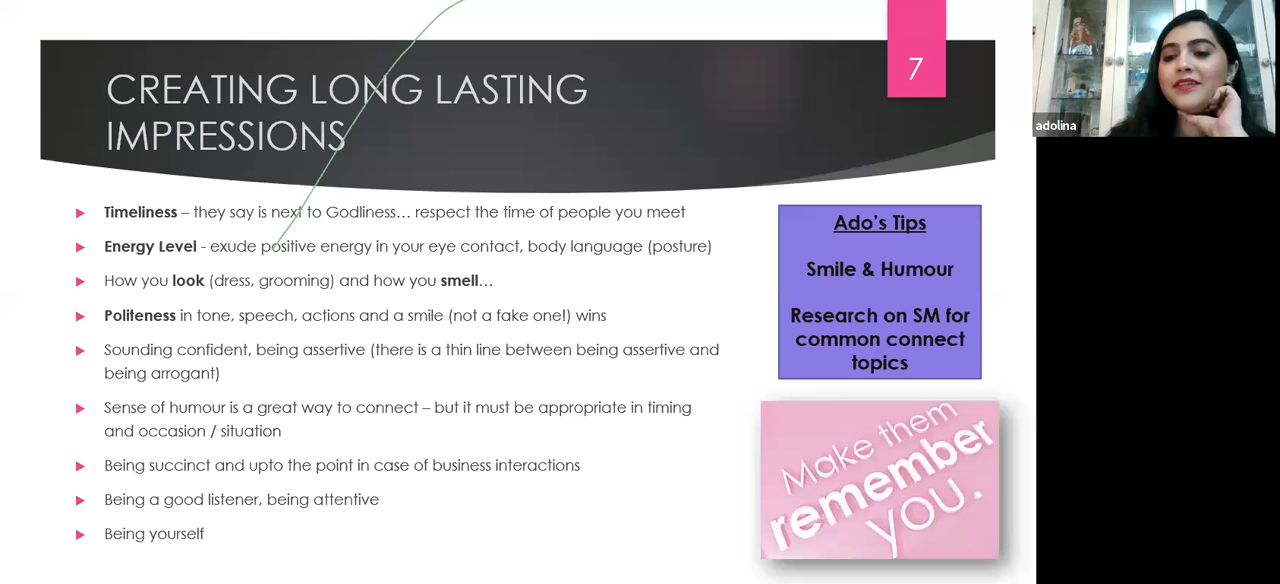 CREATING LONG LASTING
IMPRESSIONS
7
Timeliness – they say is next to Godliness… respect the time of people you meet
Energy Level - exude positive energy in your eye contact, body language (posture)
How you look (dress, grooming) and how you smell…
Politeness in tone, speech, actions and a smile (not a fake one!) wins
Sounding confident, being assertive (there is a thin line between being assertive and
being arrogant)
Sense of humour is a great way to connect – but it must be appropriate in timing
and occasion / situation
Being succinct and upto the point in case of business interactions
Being a good listener, being attentive
Being yourself
Ado's Tips
Smile & Humour
Research on SM for
common connect
topics
Make them
remember
you.
adolina